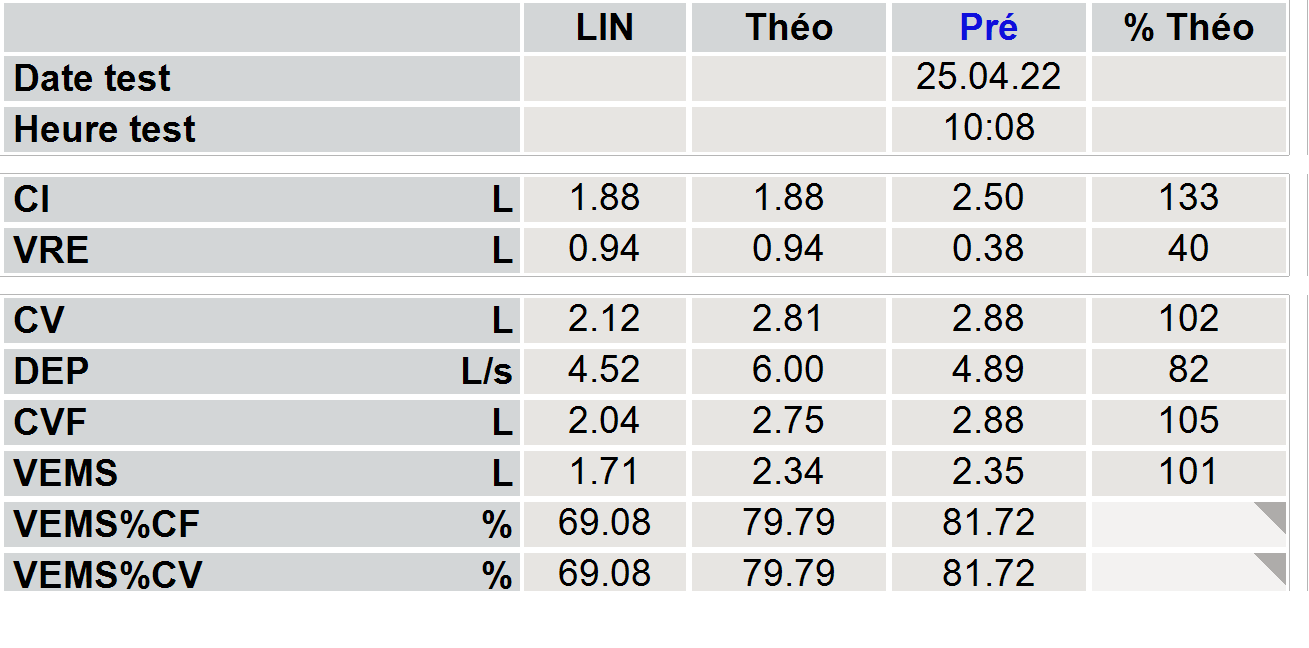 LIN Théo Pré % Théo
Date test 25.04.22
Heure test 10:08
CI L 1.88 1.88 2.50 133
VRE L 0.94 0.94 0.38 40
CV L 2.12 2.81 2.88 102
DEP L/s 4.52 6.00 4.89 82
CVF L 2.04 2.75 2.88 105
VEMS L 1.71 2.34 2.35 101
VEMS%CF % 69.08 79.79 81.72
VEMS%CV % 69.08 79.79 81.72